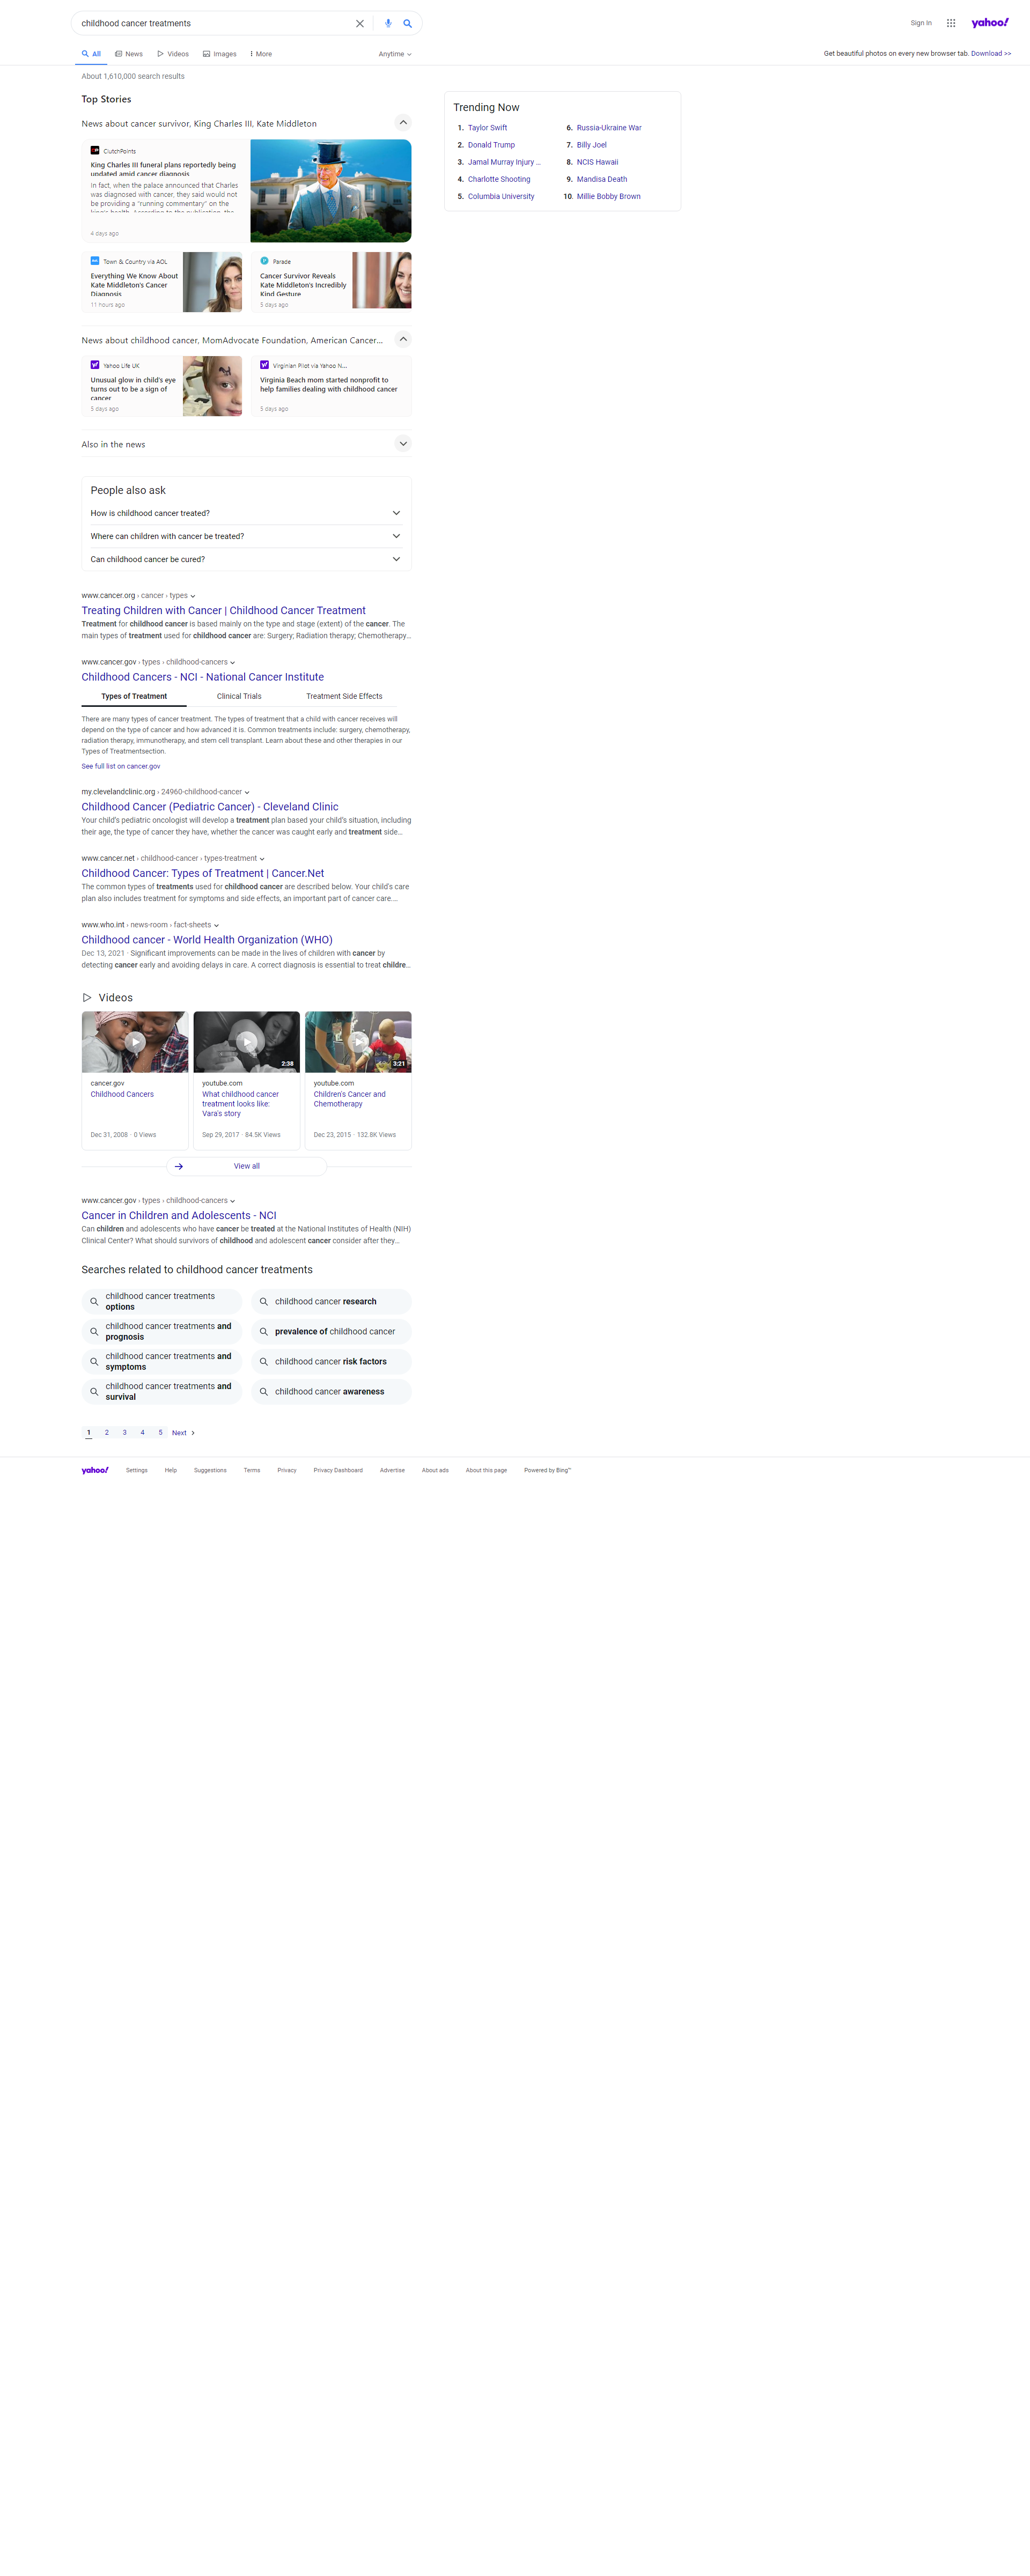 childhood cancer treatments
Sign In
yahoo!
All
News
Videos
Images
More
Anytime
Get beautiful photos on every new browser tab. Download >>
About 1,610,000 search results
Top Stories
News about cancer survivor, King Charles III, Kate Middleton
ClutchPoints
King Charles III funeral plans reportedly being
updated amid cancer diagnosis
In fact, when the palace announced that Charles
was diagnosed with cancer, they said would not
be providing a "running commentary" on the
king's health. According to the publication, the
4 days ago
Town & Country via AOL
Everything We Know About
Kate Middleton's Cancer
Diagnosis
11 hours ago
Parade
Cancer Survivor Reveals
Kate Middleton's Incredibly
Kind Gesture
5 days ago
News about childhood cancer, MomAdvocate Foundation, American Cancer...
Yahoo Life UK
Unusual glow in child's eye
turns out to be a sign of
cancer
5 days ago
Virginian Pilot via Yahoo N...
Virginia Beach mom started nonprofit to
help families dealing with childhood cancer
5 days ago
Also in the news
People also ask
How is childhood cancer treated?
Where can children with cancer be treated?
Can childhood cancer be cured?
www.cancer.org › cancer › types
Treating Children with Cancer | Childhood Cancer Treatment
Treatment for childhood cancer is based mainly on the type and stage (extent) of the cancer. The
main types of treatment used for childhood cancer are: Surgery; Radiation therapy; Chemotherapy...
www.cancer.gov › types › childhood-cancers
Childhood Cancers - NCI - National Cancer Institute
Types of Treatment
Clinical Trials
Treatment Side Effects
There are many types of cancer treatment. The types of treatment that a child with cancer receives will
depend on the type of cancer and how advanced it is. Common treatments include: surgery, chemotherapy,
radiation therapy, immunotherapy, and stem cell transplant. Learn about these and other therapies in our
Types of Treatmentsection.
See full list on cancer.gov
my.clevelandclinic.org › 24960-childhood-cancer
Childhood Cancer (Pediatric Cancer) - Cleveland Clinic
Your child's pediatric oncologist will develop a treatment plan based your child's situation, including
their age, the type of cancer they have, whether the cancer was caught early and treatment side...
www.cancer.net › childhood-cancer › types-treatment
Childhood Cancer: Types of Treatment | Cancer.Net
The common types of treatments used for childhood cancer are described below. Your child's care
plan also includes treatment for symptoms and side effects, an important part of cancer care....
www.who.int › news-room › fact-sheets
Childhood cancer - World Health Organization (WHO)
Dec 13, 2021 · Significant improvements can be made in the lives of children with cancer by
detecting cancer early and avoiding delays in care. A correct diagnosis is essential to treat childre...
Videos
2:38
3:21
cancer.gov
Childhood Cancers
Dec 31, 2008 · 0 Views
youtube.com
What childhood cancer
treatment looks like:
Vara's story
Sep 29, 2017 · 84.5K Views
youtube.com
Children's Cancer and
Chemotherapy
Dec 23, 2015 · 132.8K Views
View all
www.cancer.gov › types › childhood-cancers
Cancer in Children and Adolescents - NCI
Can children and adolescents who have cancer be treated at the National Institutes of Health (NIH)
Clinical Center? What should survivors of childhood and adolescent cancer consider after they...
Searches related to childhood cancer treatments
childhood cancer treatments
options
childhood cancer research
childhood cancer treatments and
prognosis
prevalence of childhood cancer
childhood cancer treatments and
symptoms
childhood cancer risk factors
childhood cancer treatments and
survival
childhood cancer awareness
1 2 3 4 5 Next
Trending Now
1. Taylor Swift
2. Donald Trump
3. Jamal Murray Injury ...
4. Charlotte Shooting
5. Columbia University
6. Russia-Ukraine War
7. Billy Joel
8. NCIS Hawaii
9. Mandisa Death
10. Millie Bobby Brown
yahoo! Settings Help Suggestions Terms Privacy Privacy Dashboard Advertise About ads About this page Powered by Bing™